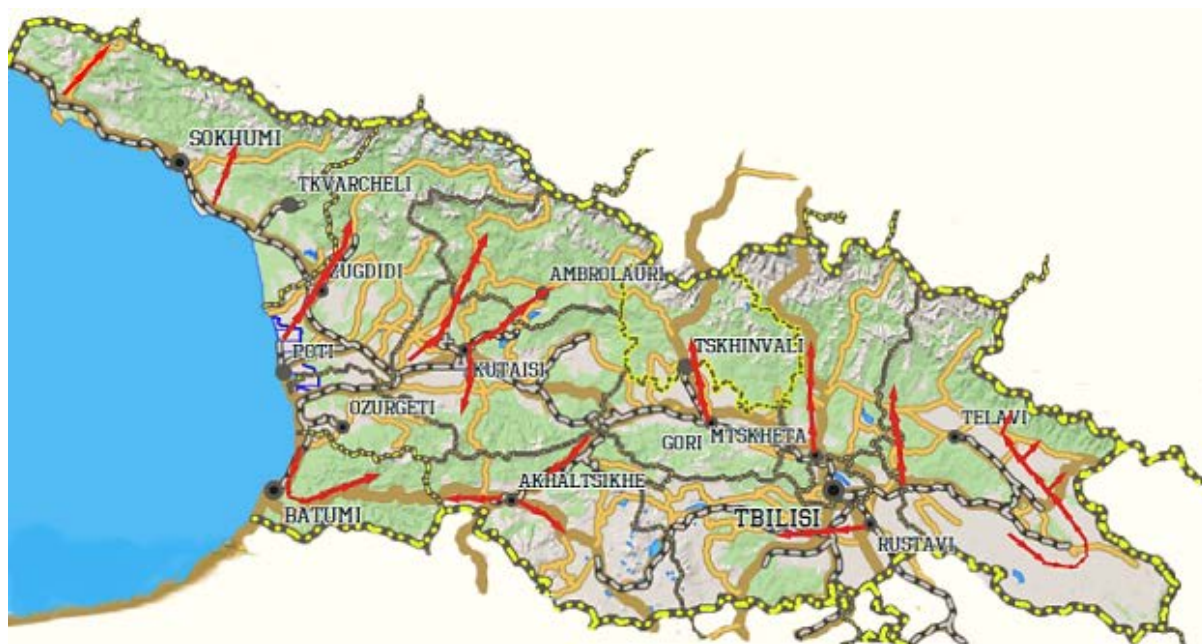 SOKHUMI
TKVARCHELI
ZUGDIDI
AMBROLAURI
POTI
TSKHINVALI
KUTAISI
OZURGETI
TELAVI
GORI
MTSKHETA
AKHALTSIKHE
BATUMI
TBILISI
RUSTAVI